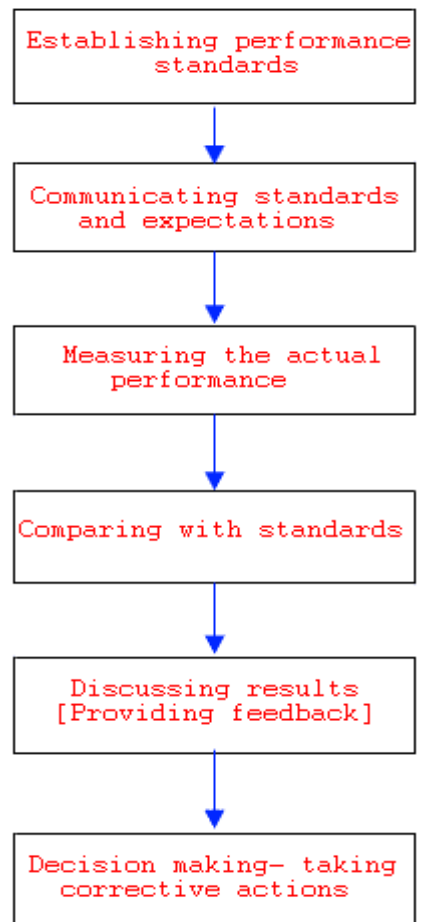 Establishing performance
standards
Communicating standards
and expectations
Measuring the actual
performance
Comparing with standards
Discussing results
[Providing feedback]
Decision making- taking
corrective actions